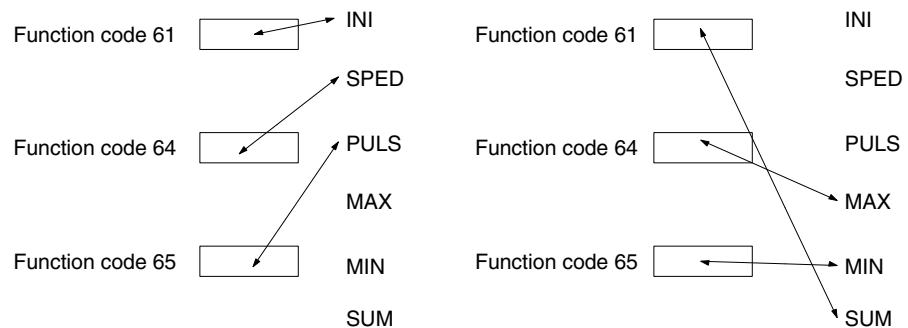 Function code 61
INI
SPED
Function code 64
PULS
MAX
Function code 65
MIN
SUM
Function code 61
INI
SPED
Function code 64
PULS
MAX
Function code 65
MIN
SUM